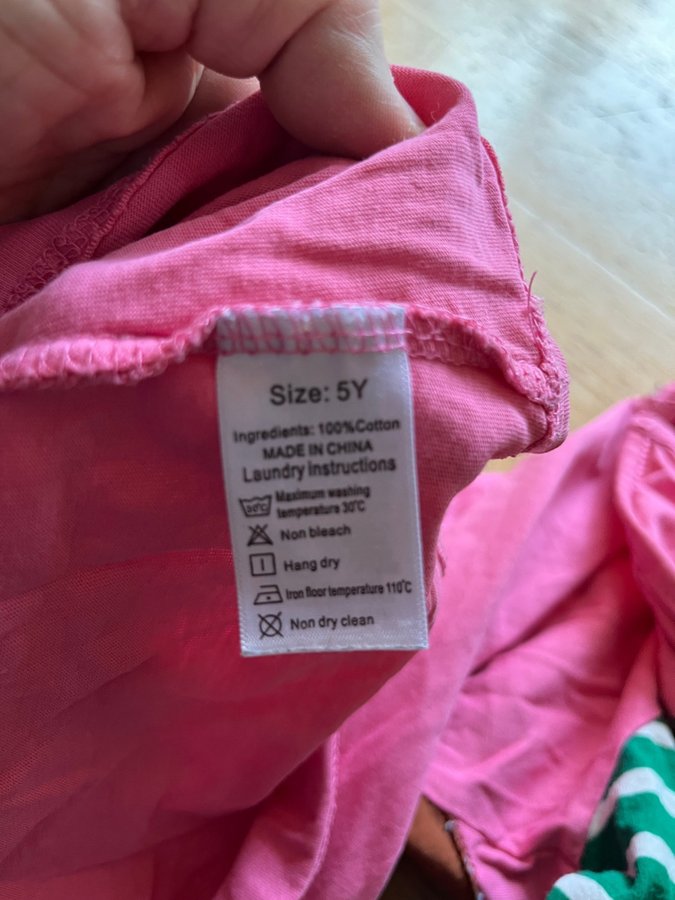 Size: 5Y
Ingredients: 100%Cotton
MADE IN CHINA
Laundry instructions
30°C Maximum washing
temperature 30°C
Non bleach
Hang dry
Iron floor temperature 110°C
Non dry clean